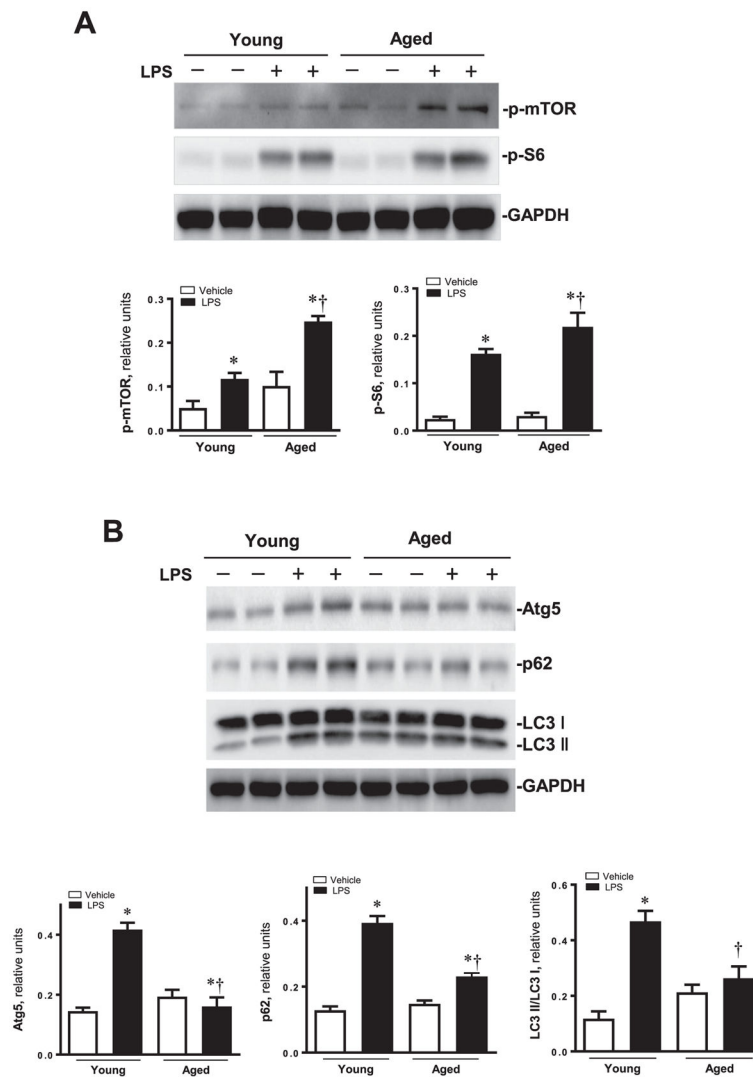 A
Young Aged
LPS − − + + − − + +
-p-mTOR
-p-S6
-GAPDH
Vehicle
LPS
0.3
0.2
0.1
0.0
p-mTOR, relative units
*
*†
Young Aged
Vehicle
LPS
0.3
0.2
0.1
0.0
p-S6, relative units
*
*†
Young Aged
B
Young Aged
LPS − − + + − − + +
-Atg5
-p62
-LC3 I
-LC3 II
-GAPDH
Vehicle
LPS
0.4
0.2
0.0
Atg5, relative units
*
*†
Young Aged
Vehicle
LPS
0.4
0.2
0.0
p62, relative units
*
*†
Young Aged
Vehicle
LPS
0.6
0.4
0.2
0.0
LC3 II/LC3 I, relative units
*
†
Young Aged